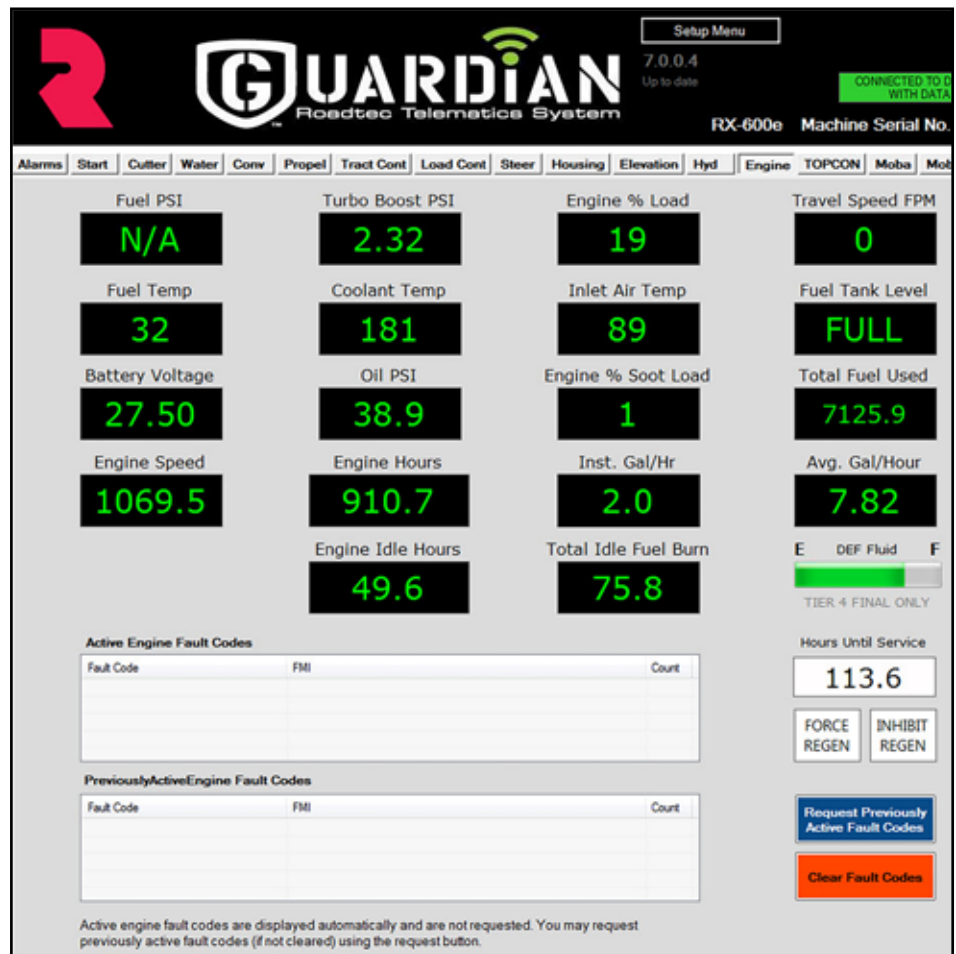 Setup Menu
GUARDIAN
™
Roadtec Telematics System
7.0.0.4
Up to date
CONNECTED TO D
WITH DATA
RX-600e Machine Serial No.
Alarms Start Cutter Water Conv Propel Tract Cont Load Cont Steer Housing Elevation Hyd Engine TOPCON Moba Mob
Fuel PSI Turbo Boost PSI Engine % Load Travel Speed FPM
N/A 2.32 19 0
Fuel Temp Coolant Temp Inlet Air Temp Fuel Tank Level
32 181 89 FULL
Battery Voltage Oil PSI Engine % Soot Load Total Fuel Used
27.50 38.9 1 7125.9
Engine Speed Engine Hours Inst. Gal/Hr Avg. Gal/Hour
1069.5 910.7 2.0 7.82
Engine Idle Hours Total Idle Fuel Burn E DEF Fluid F
49.6 75.8
TIER 4 FINAL ONLY
Active Engine Fault Codes
Fault Code FMI Count
Hours Until Service
113.6
FORCE REGEN
INHIBIT REGEN
PreviouslyActiveEngine Fault Codes
Fault Code FMI Count
Request Previously
Active Fault Codes
Clear Fault Codes
Active engine fault codes are displayed automatically and are not requested. You may request
previously active fault codes (if not cleared) using the request button.